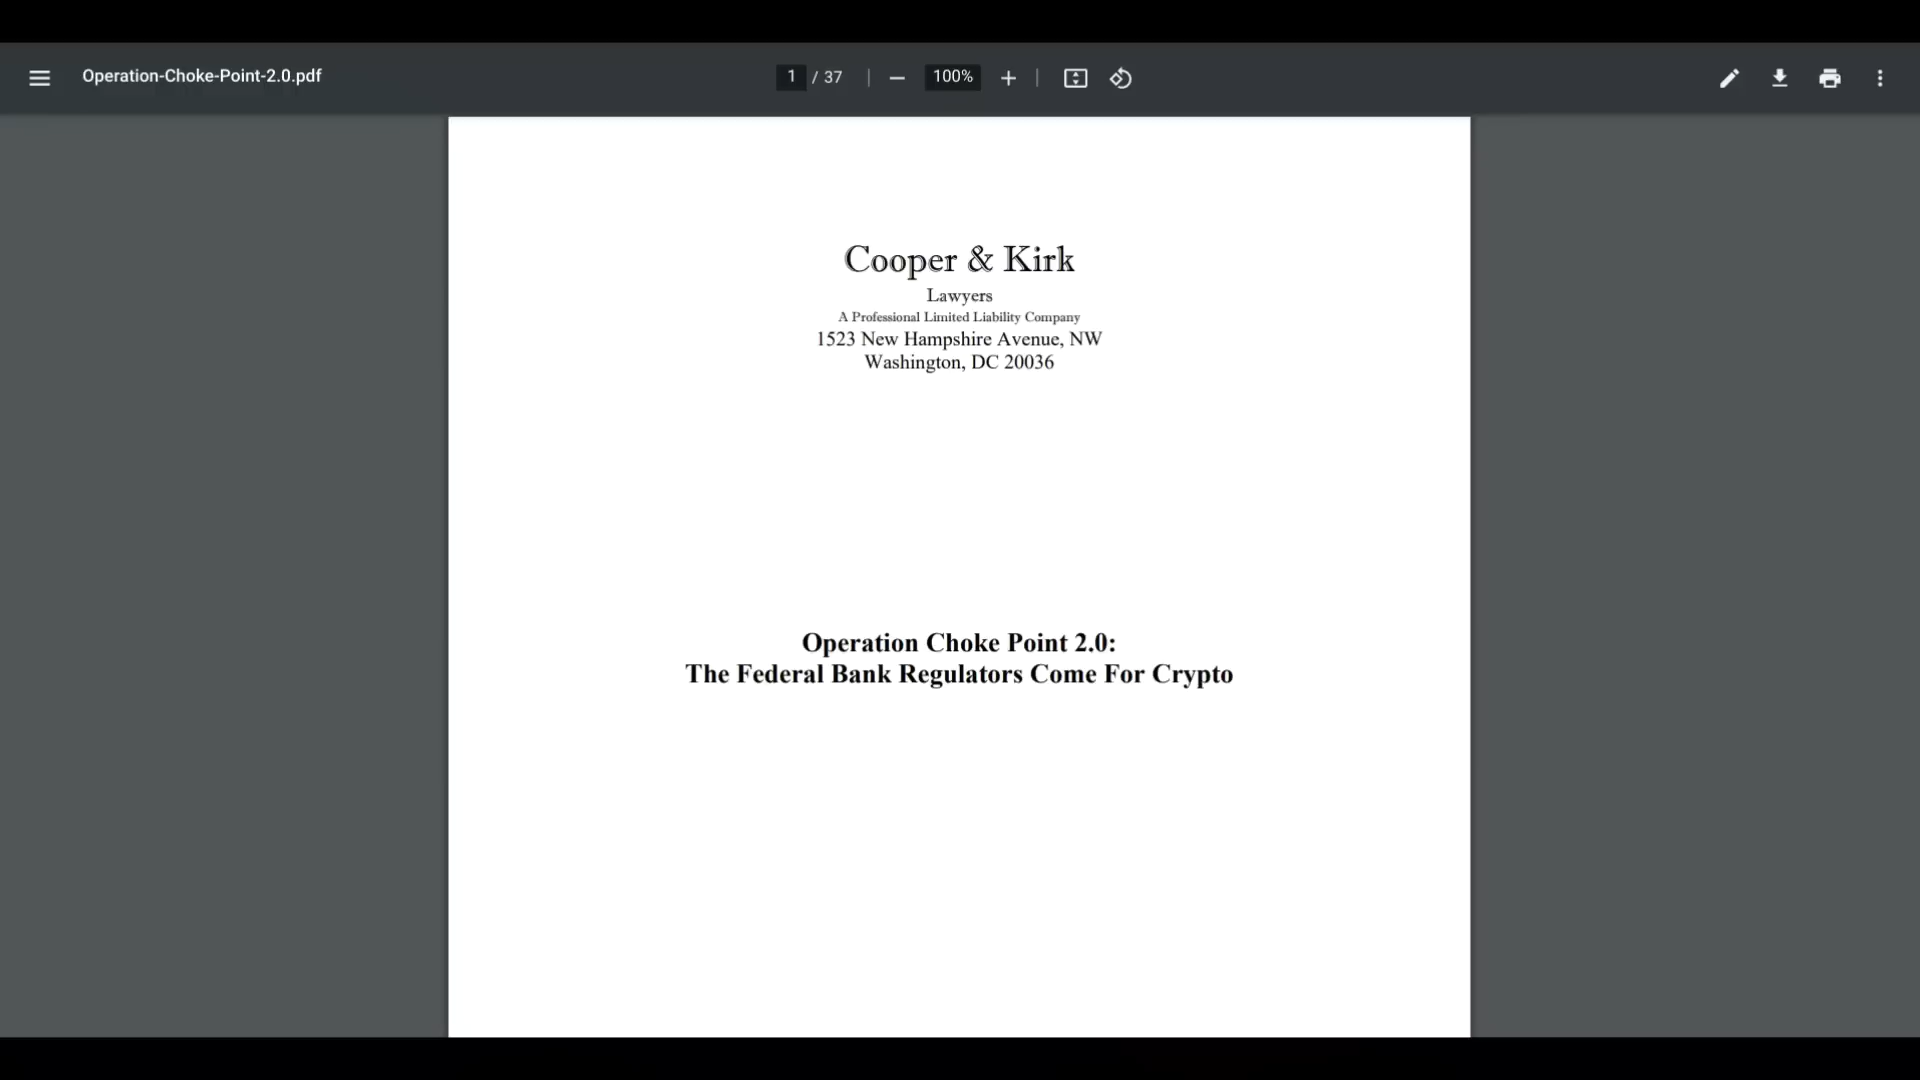 Operation-Choke-Point-2.0.pdf
1 / 37
100%
Cooper & Kirk
Lawyers
A Professional Limited Liability Company
1523 New Hampshire Avenue, NW
Washington, DC 20036
Operation Choke Point 2.0:
The Federal Bank Regulators Come For Crypto